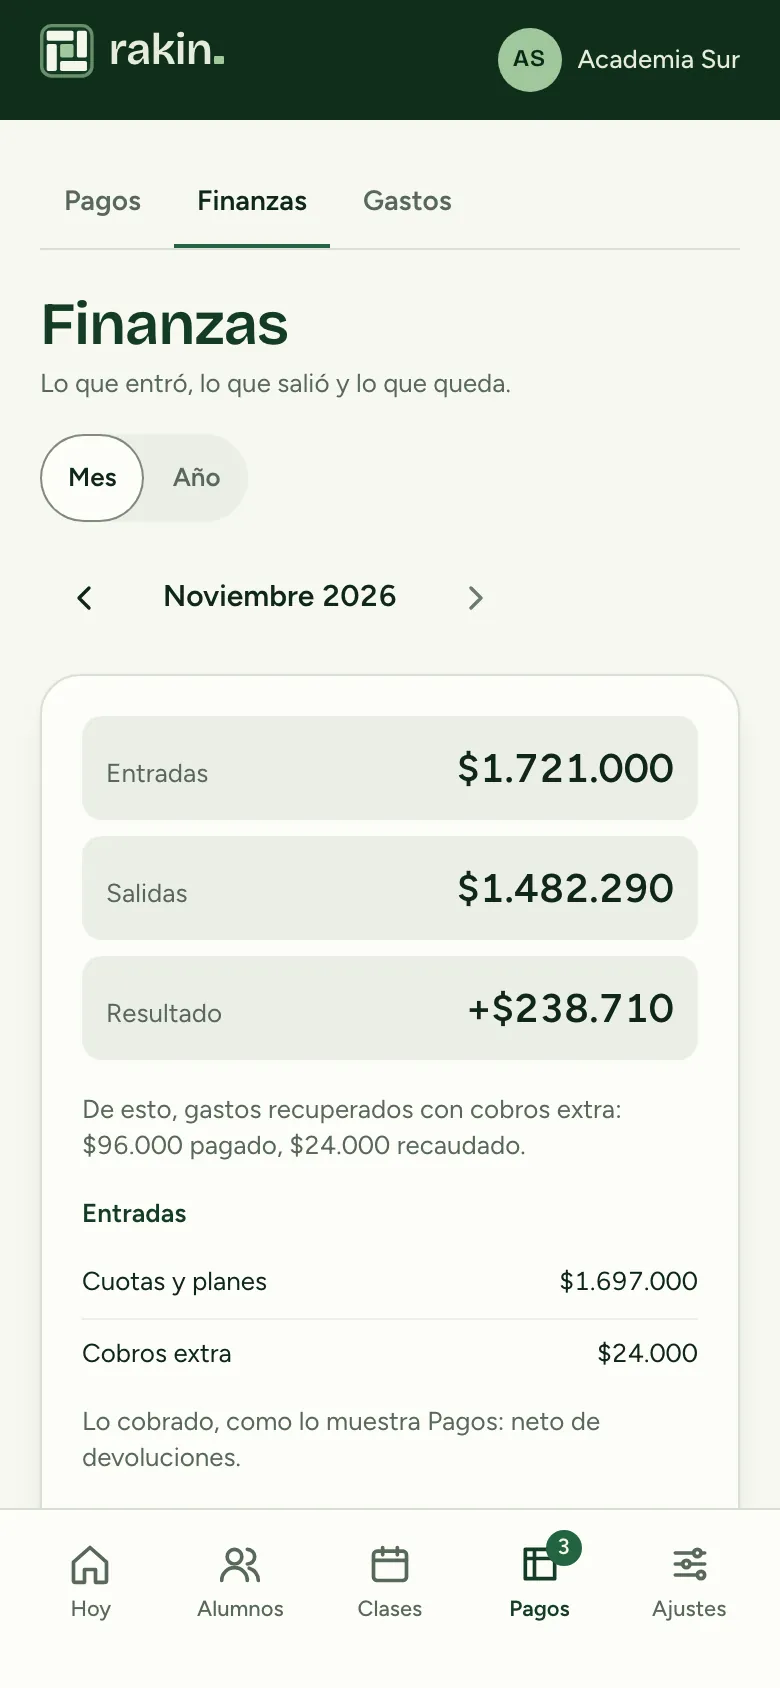 rakin.
AS
Academia Sur
Pagos
Finanzas
Gastos
Finanzas
Lo que entró, lo que salió y lo que queda.
Mes
Año
Noviembre 2026
Entradas
$1.721.000
Salidas
$1.482.290
Resultado
+$238.710
De esto, gastos recuperados con cobros extra:
$96.000 pagado, $24.000 recaudado.
Entradas
Cuotas y planes
$1.697.000
Cobros extra
$24.000
Lo cobrado, como lo muestra Pagos: neto de
devoluciones.
3
Hoy
Alumnos
Clases
Pagos
Ajustes